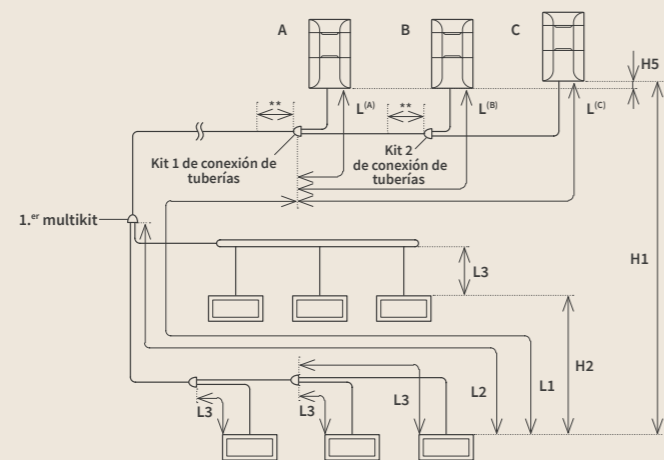 A
B
C
H5
**
**
L(A)
L(B)
L(C)
Kit 1 de conexión de
tuberías
Kit 2
de conexión de
tuberías
1.er multikit
H1
L3
H2
L2
L1
L3
L3
L3